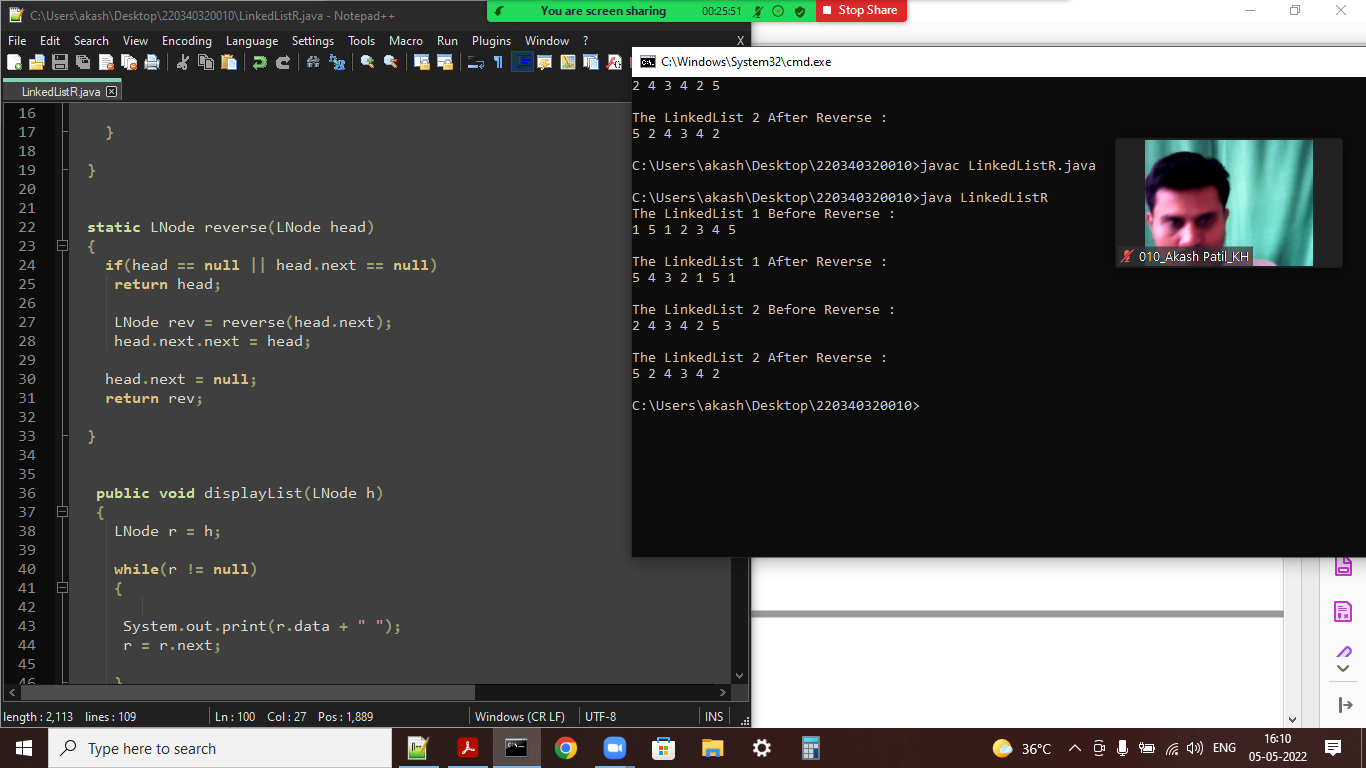 C:\Users\akash\Desktop\220340320010\LinkedListR.java - Notepad++
You are screen sharing 00:25:51 Stop Share
File Edit Search View Encoding Language Settings Tools Macro Run Plugins Window ? X
LinkedListR.java
16
17 }
18
19 }
20
21
22 static LNode reverse(LNode head)
23 {
24 if(head == null || head.next == null)
25 return head;
26
27 LNode rev = reverse(head.next);
28 head.next.next = head;
29
30 head.next = null;
31 return rev;
32
33 }
34
35
36 public void displayList(LNode h)
37 {
38 LNode r = h;
39
40 while(r != null)
41 {
42
43 System.out.print(r.data + " ");
44 r = r.next;
45
46 }
length : 2,113 lines : 109 Ln : 100 Col : 27 Pos : 1,889 Windows (CR LF) UTF-8 INS
C:\Windows\System32\cmd.exe
2 4 3 4 2 5
The LinkedList 2 After Reverse :
5 2 4 3 4 2
C:\Users\akash\Desktop\220340320010>javac LinkedListR.java
C:\Users\akash\Desktop\220340320010>java LinkedListR
The LinkedList 1 Before Reverse :
1 5 1 2 3 4 5
The LinkedList 1 After Reverse :
5 4 3 2 1 5 1
The LinkedList 2 Before Reverse :
2 4 3 4 2 5
The LinkedList 2 After Reverse :
5 2 4 3 4 2
C:\Users\akash\Desktop\220340320010>
010_Akash Patil_KH
Type here to search
36°C
ENG
16:10
05-05-2022